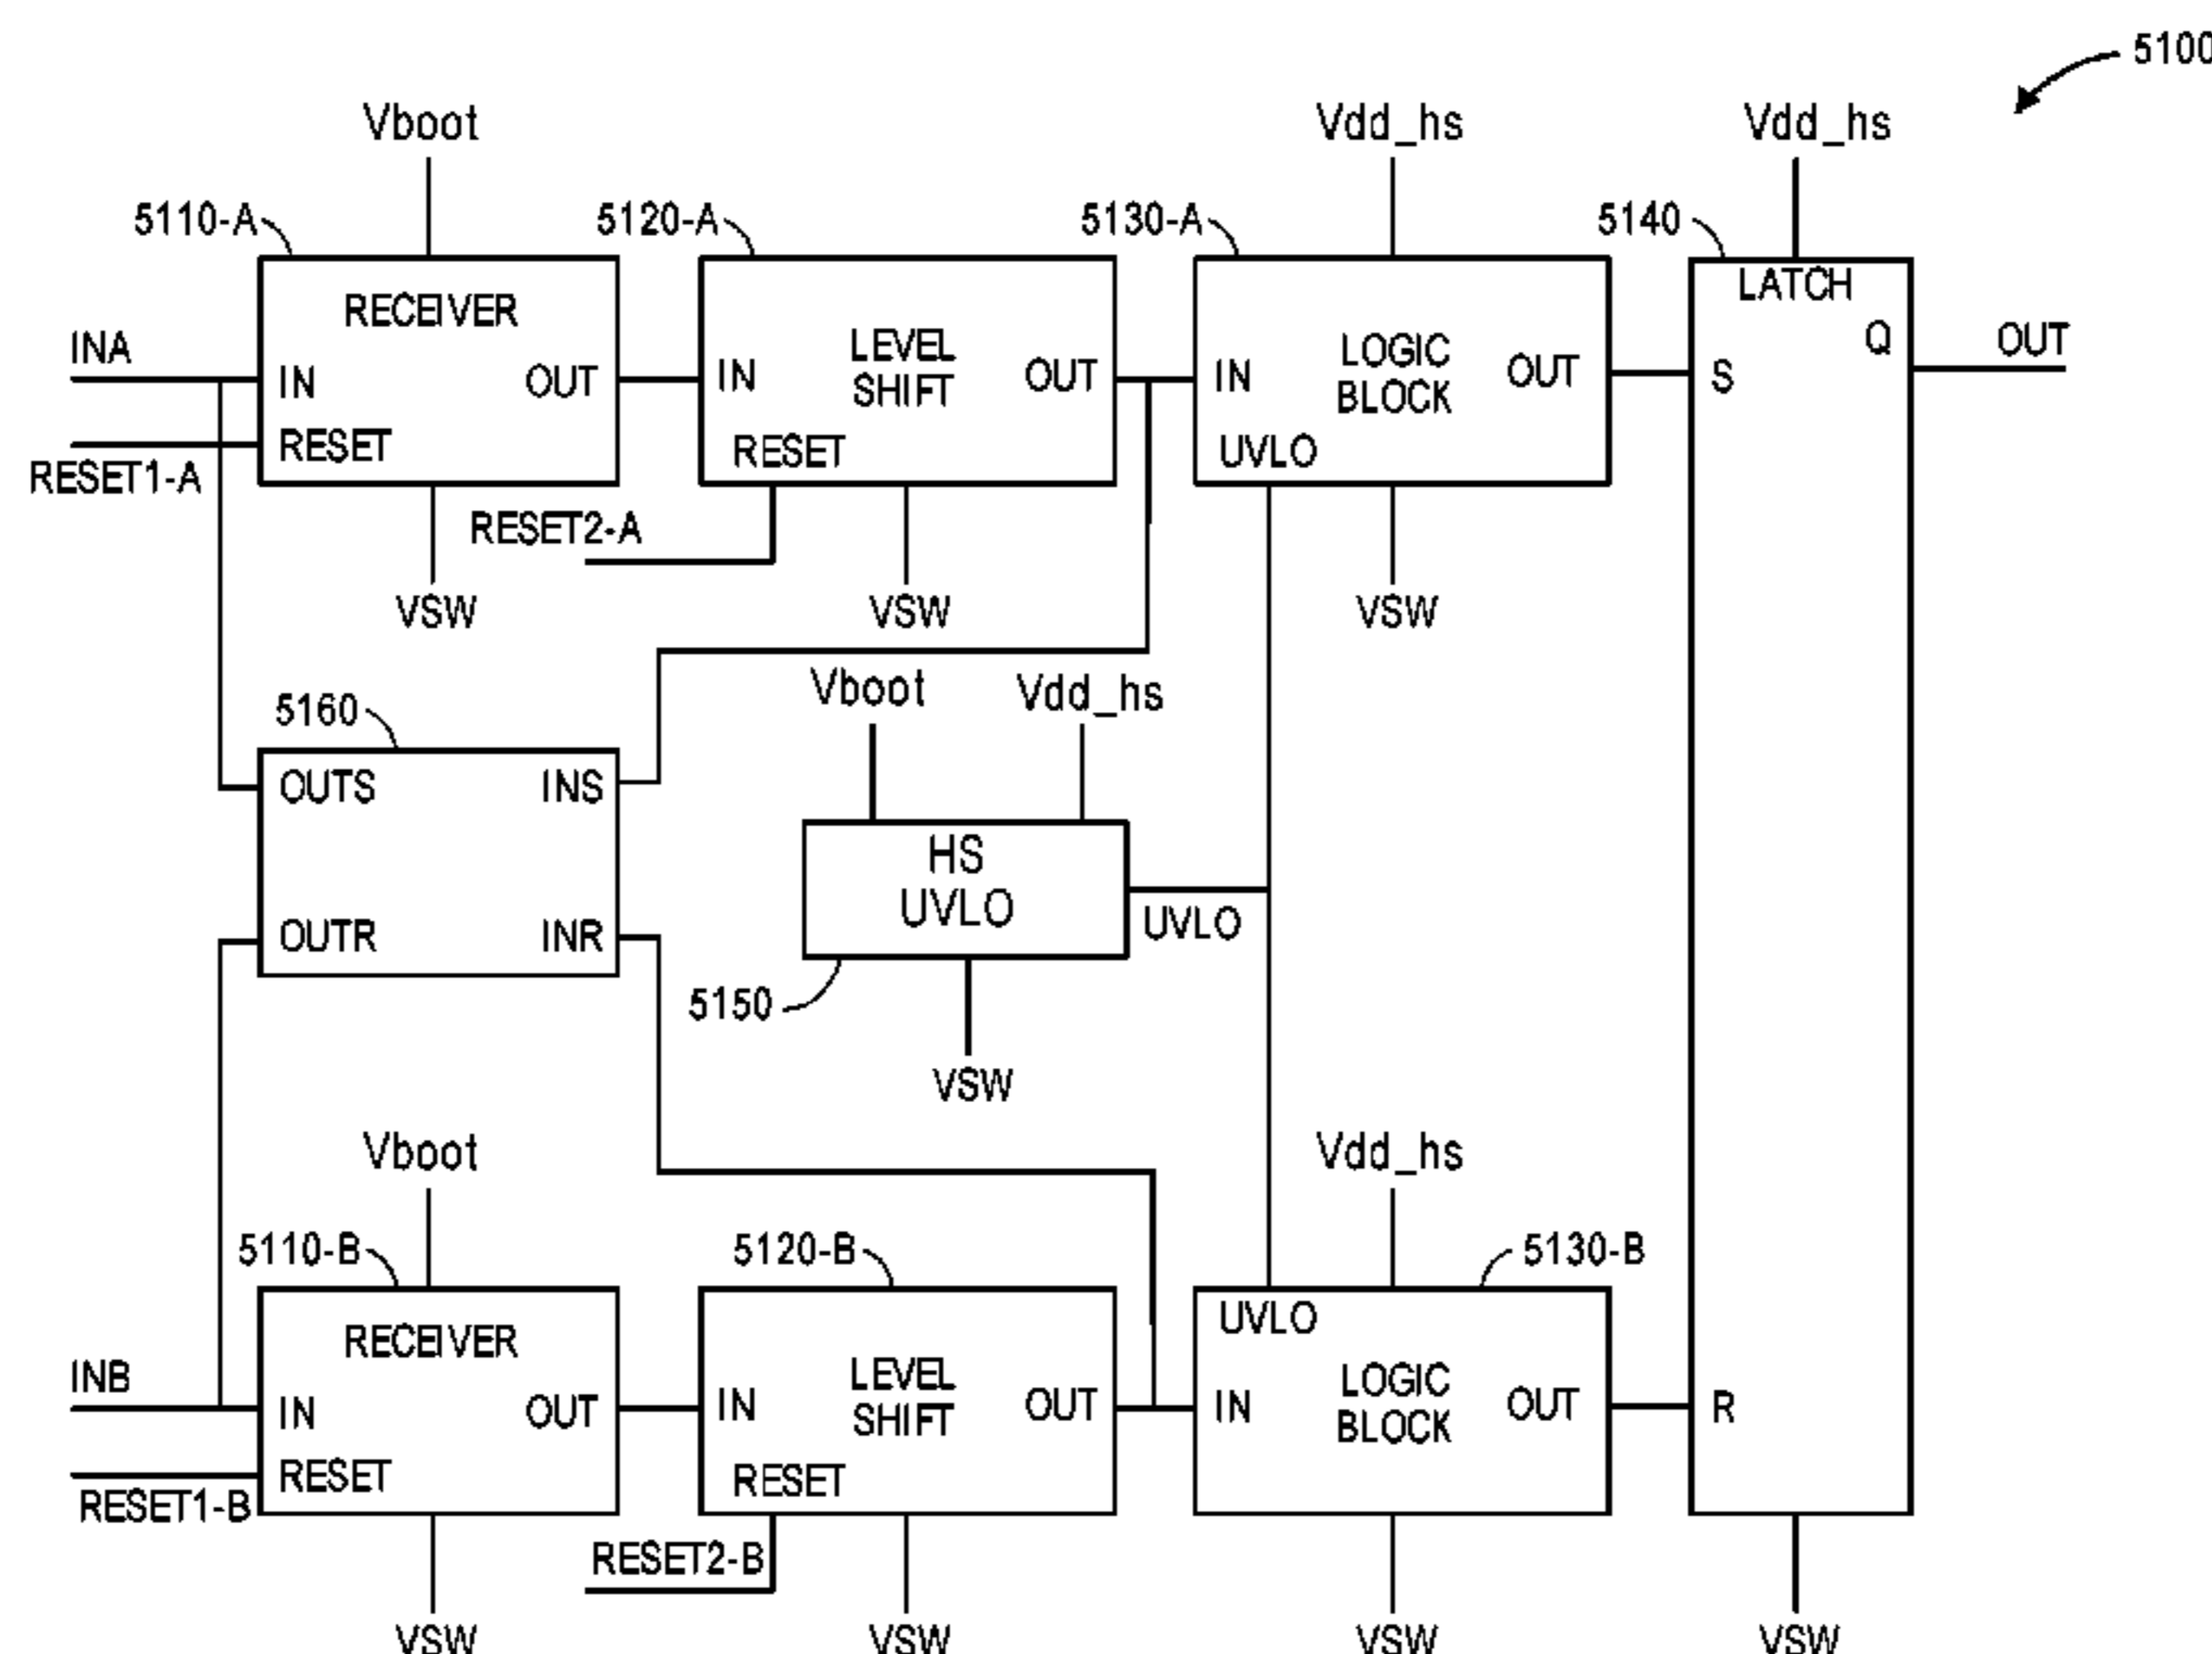 5100
Vboot
Vdd_hs
Vdd_hs
5110-A
5120-A
5130-A
5140
RECEIVER
LEVEL
SHIFT
LOGIC
BLOCK
LATCH
INA
IN
OUT
IN
OUT
IN
OUT
S
Q
OUT
RESET
RESET
UVLO
RESET1-A
RESET2-A
VSW
VSW
VSW
Vboot
Vdd_hs
5160
OUTS
INS
HS
UVLO
OUTR
INR
UVLO
5150
VSW
Vboot
Vdd_hs
5110-B
5120-B
5130-B
RECEIVER
LEVEL
SHIFT
UVLO
LOGIC
BLOCK
INB
IN
OUT
IN
OUT
IN
OUT
R
RESET
RESET
RESET1-B
RESET2-B
VSW
VSW
VSW
VSW